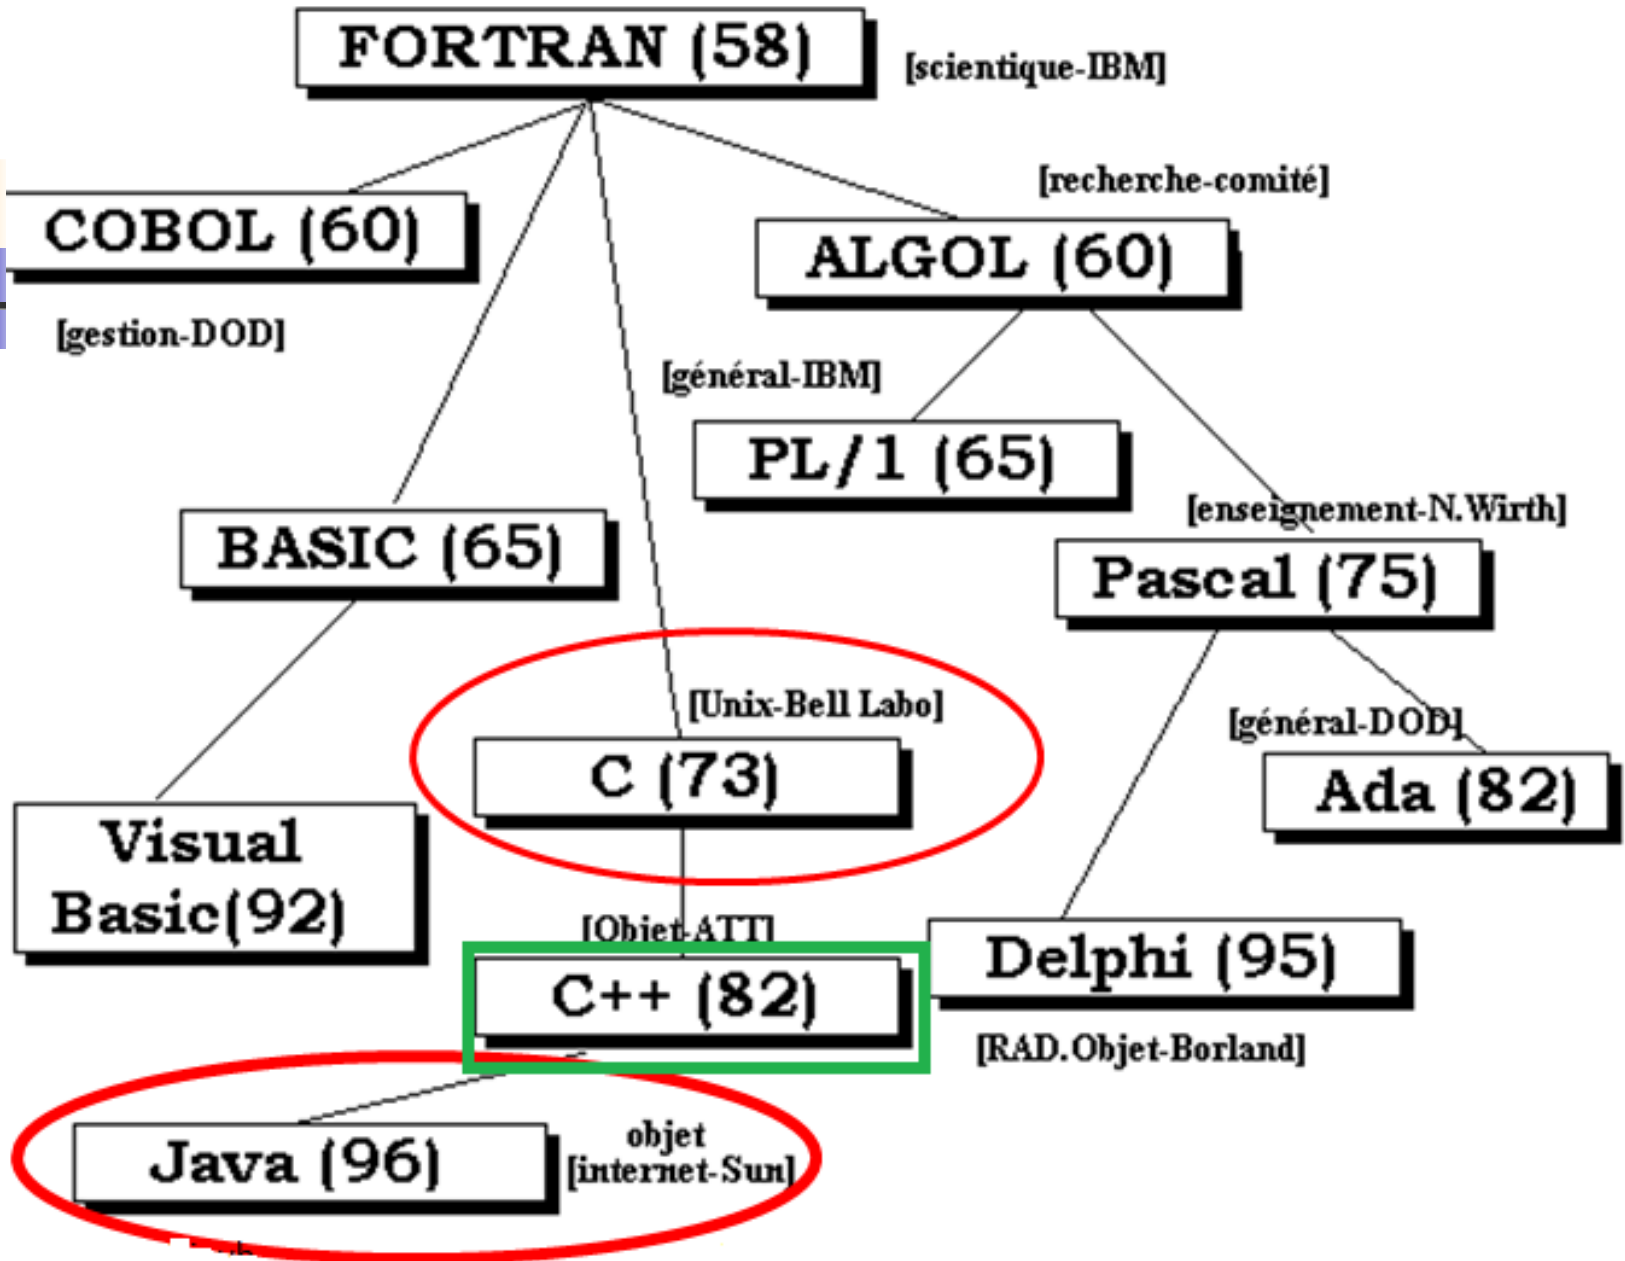 FORTRAN (58)
[scientique-IBM]
[recherche-comité]
COBOL (60)
ALGOL (60)
[gestion-DOD]
[général-IBM]
PL/1 (65)
[enseignement-N.Wirth]
BASIC (65)
Pascal (75)
[Unix-Bell Labo]
[général-DOD]
C (73)
Ada (82)
Visual
Basic(92)
[Objet-ATT]
Delphi (95)
C++ (82)
[RAD.Objet-Borland]
Java (96)
objet
[internet-Sun]